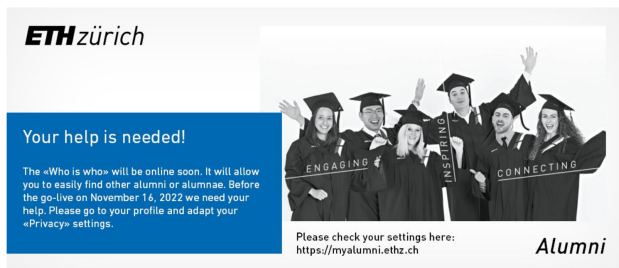 ETH zürich
Your help is needed!
The «Who is who» will be online soon. It will allow
you to easily find other alumni or alumnae. Before
the go-live on November 16, 2022 we need your
help. Please go to your profile and adapt your
«Privacy» settings.
ENGAGING
INSPIRING
CONNECTING
Please check your settings here:
https://myalumni.ethz.ch
Alumni